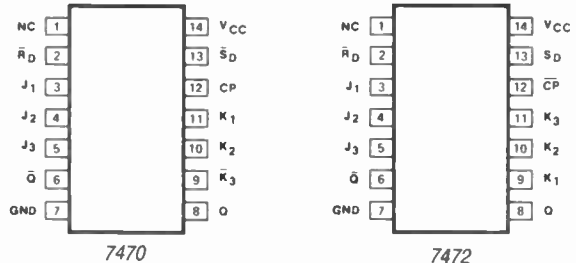 NC 1 14 VCC
R̄D 2 13 S̄D
J1 3 12 CP
J2 4 11 K1
J3 5 10 K2
Q̄ 6 9 K̄3
GND 7 8 Q
7470
NC 1 14 VCC
R̄D 2 13 SD
J1 3 12 C̄P̄
J2 4 11 K3
J3 5 10 K2
Q̄ 6 9 K1
GND 7 8 Q
7472